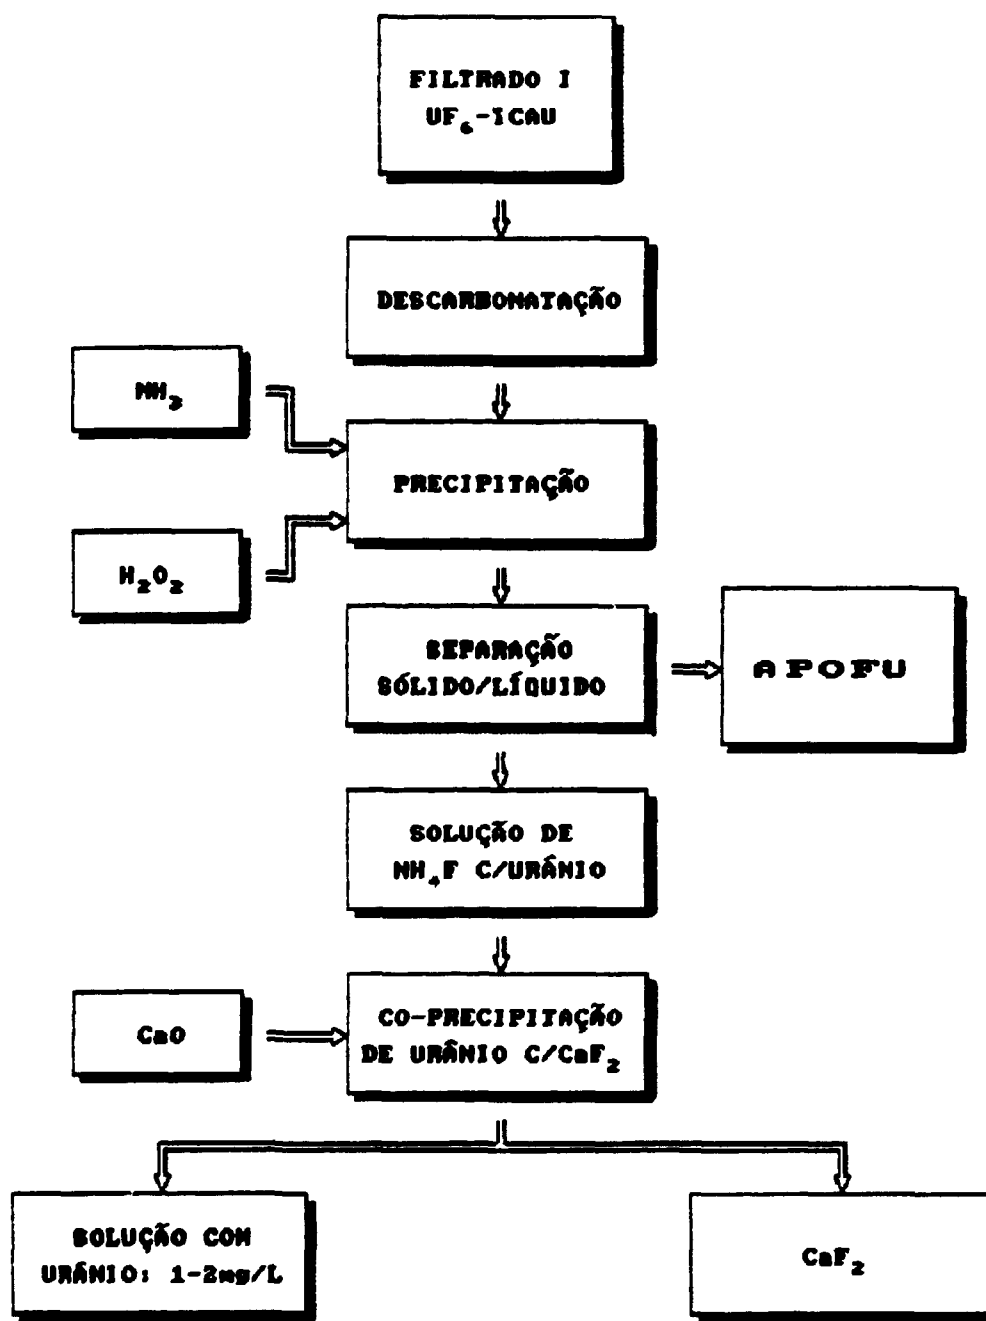 FILTRADO I
UF₆-TCAU
DESCARBONATAÇÃO
NH₃
PRECIPITAÇÃO
H₂O₂
SEPARAÇÃO
SÓLIDO/LÍQUIDO
APOFU
SOLUÇÃO DE
NH₄F C/URÂNIO
CaO
CO-PRECIPITAÇÃO
DE URÂNIO C/CaF₂
SOLUÇÃO COM
URÂNIO: 1-2mg/L
CaF₂